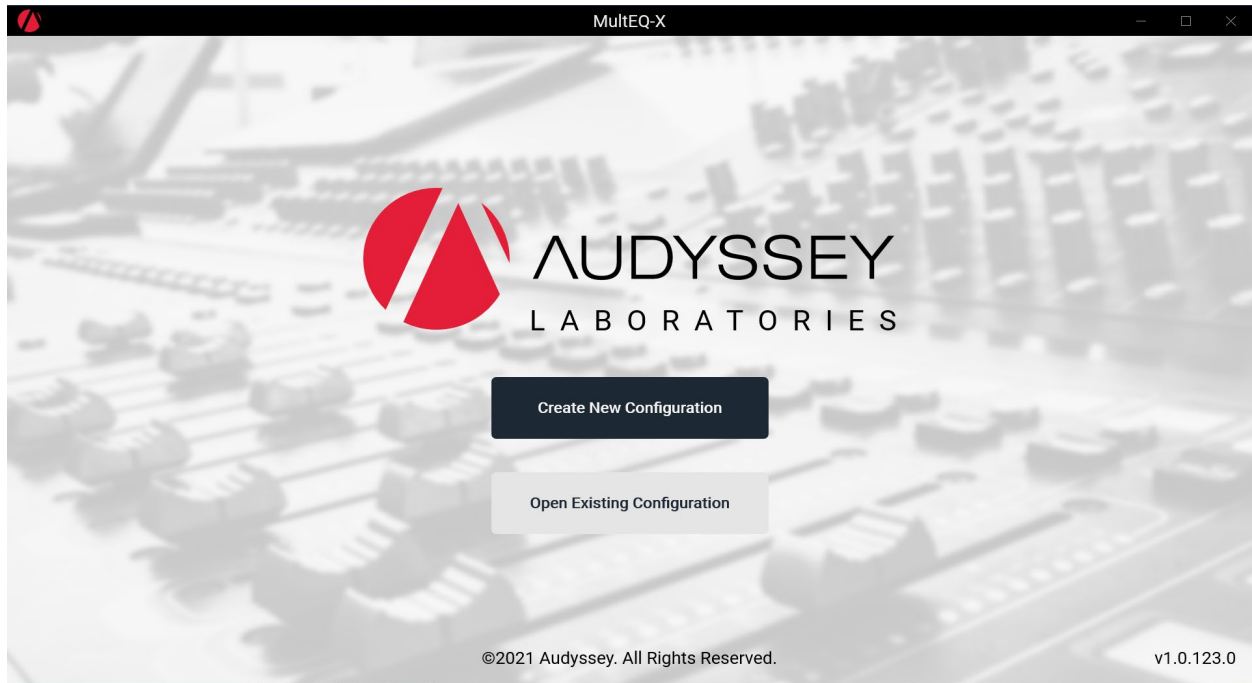 MultEQ-X
AUDYSSEY
LABORATORIES
Create New Configuration
Open Existing Configuration
©2021 Audyssey. All Rights Reserved.
v1.0.123.0